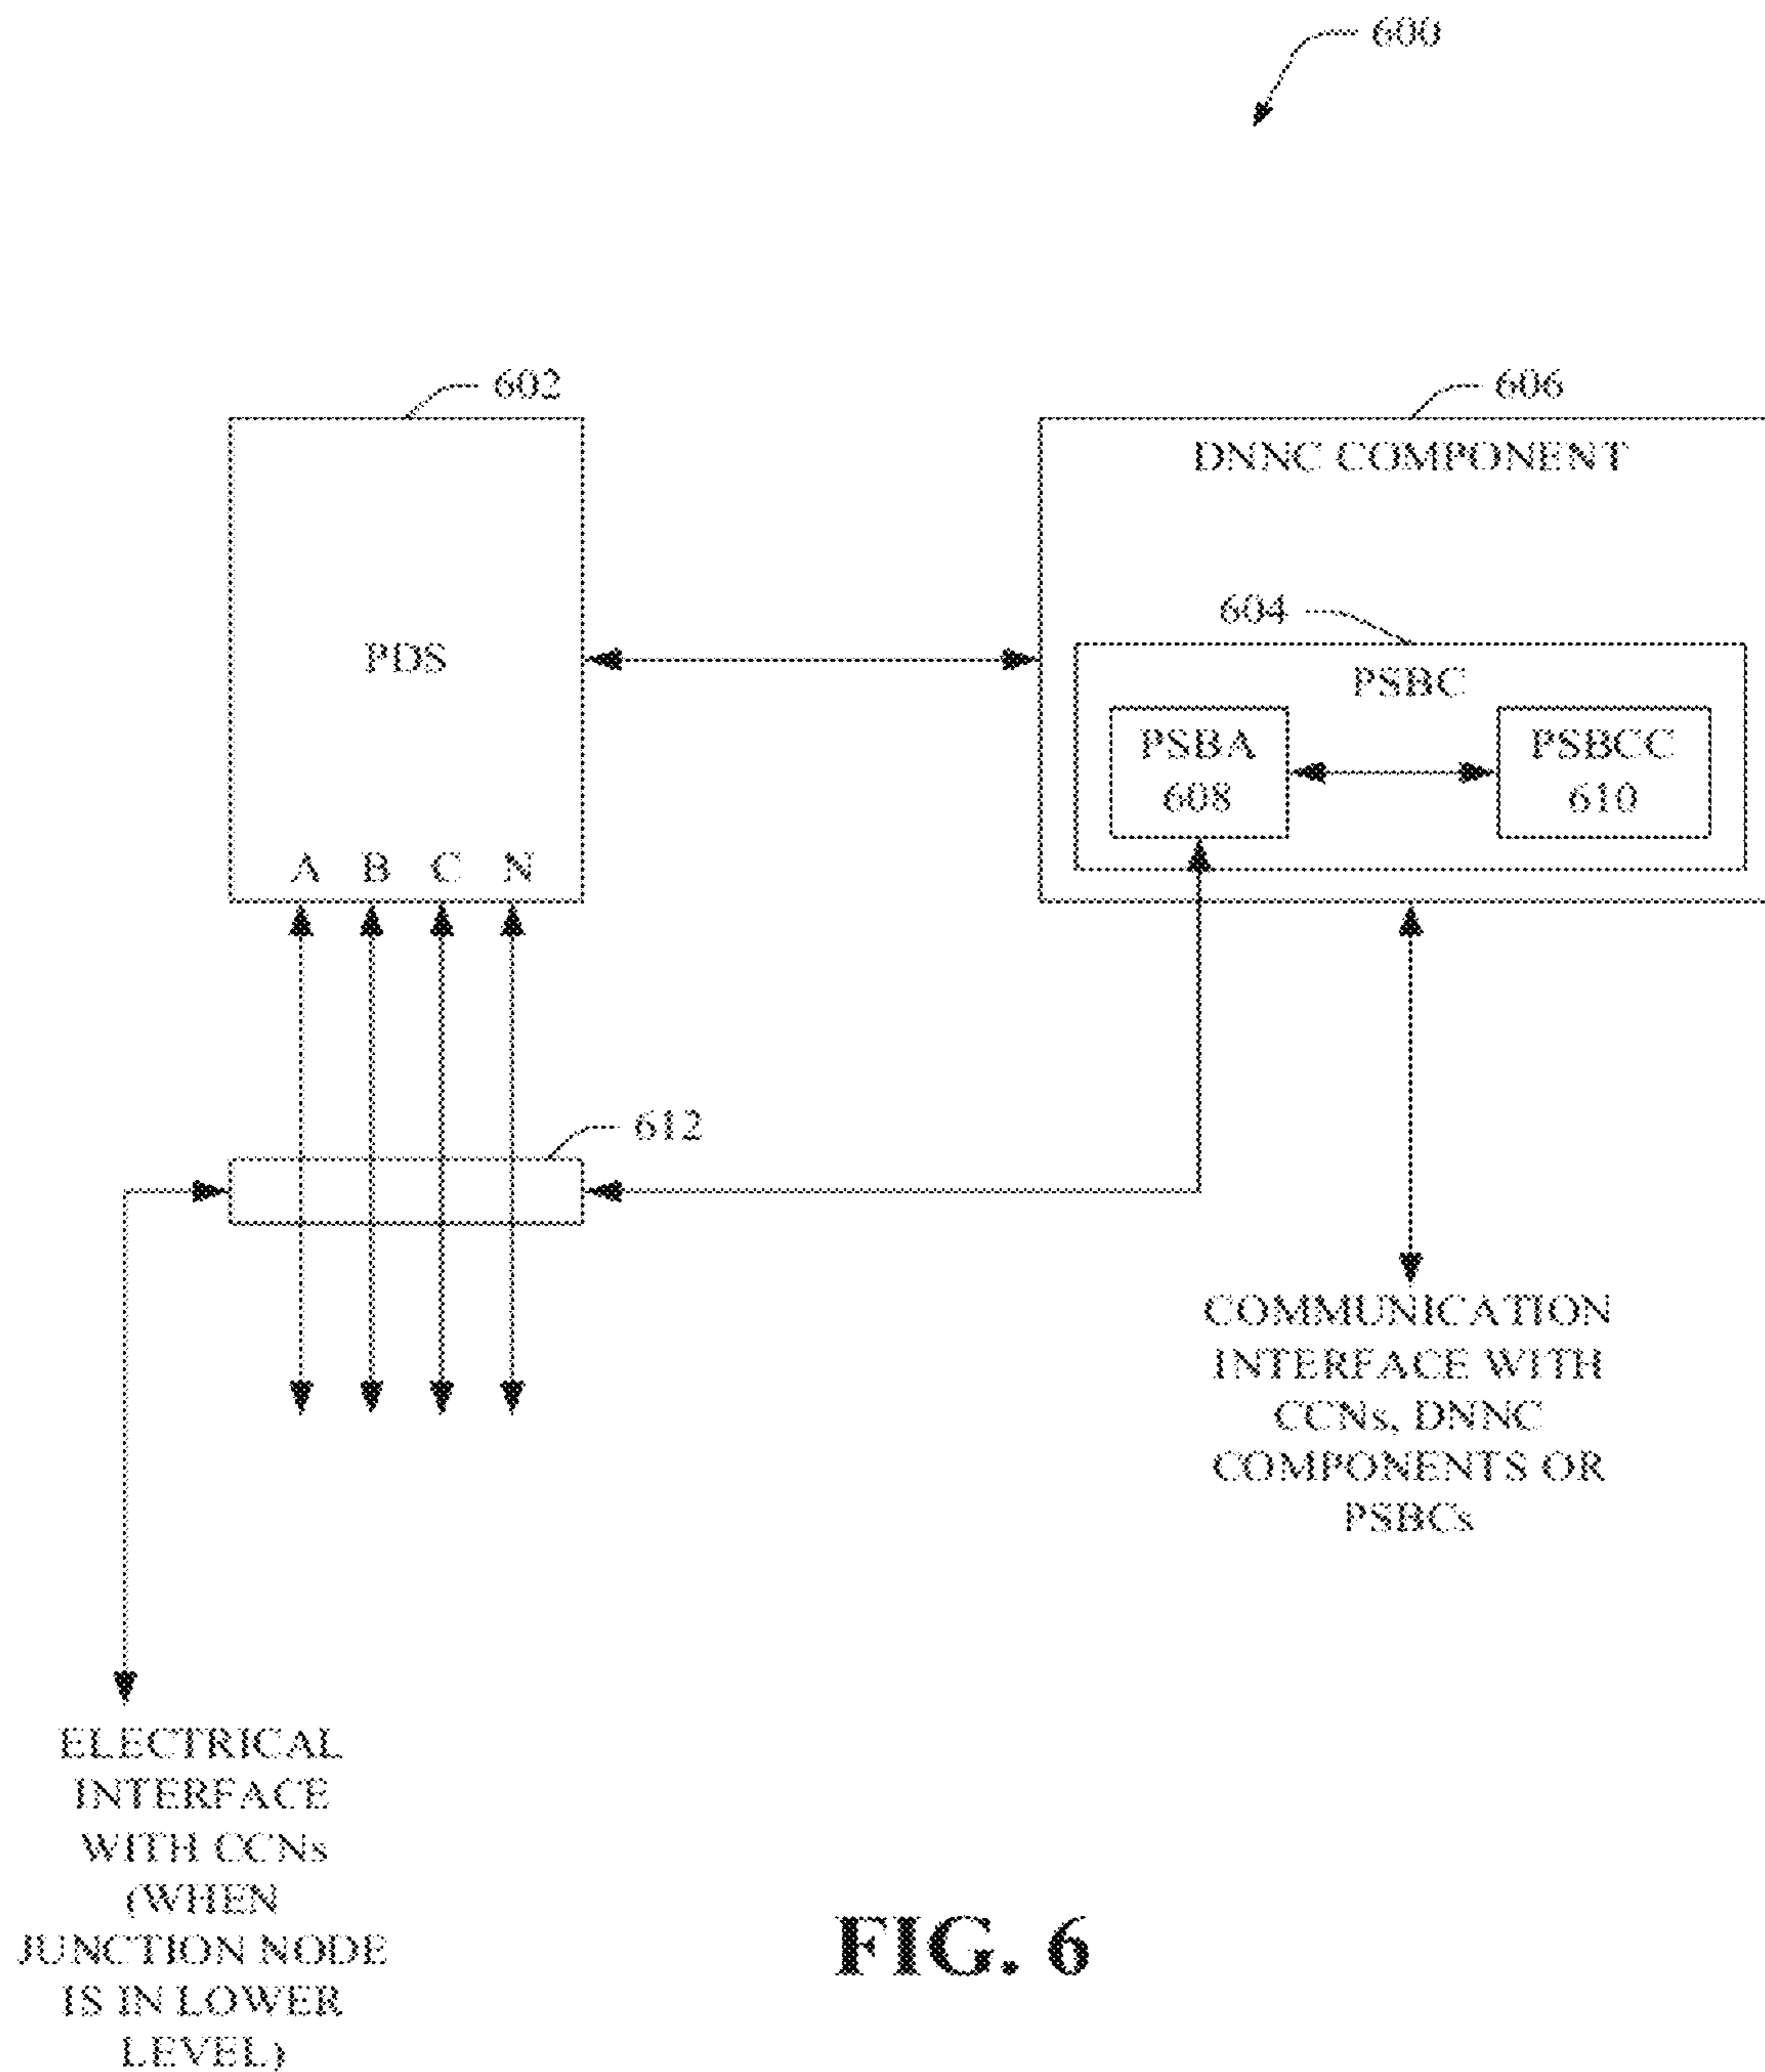 600
602
606
DNNC COMPONENT
604
PDS
PSBC
PSBA
608
PSBCC
610
A B C N
612
COMMUNICATION
INTERFACE WITH
CCNs, DNNC
COMPONENTS OR
PSBCs
ELECTRICAL
INTERFACE
WITH CCNs
(WHEN
JUNCTION NODE
IS IN LOWER
LEVEL)
FIG. 6